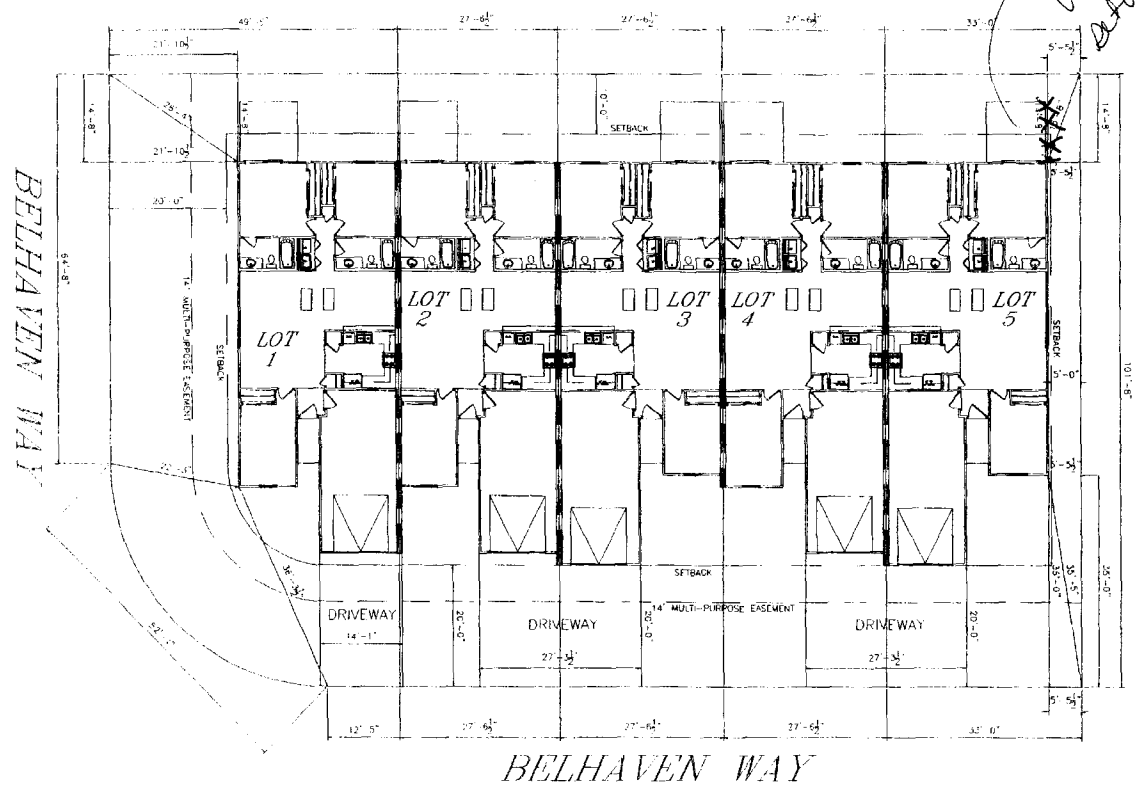 49'-5"
27'-6½"
27'-6½"
27'-6½"
33'-0"
21'-10½"
5'-5½"
14'-8"
14'-8"
10'-0"
SETBACK
14'-8"
21'-10½"
5'-5½"
20'-0"
BELHAVEN WAY
64'-8"
14' MULTI-PURPOSE EASEMENT
SETBACK
LOT
1
LOT
2
LOT
3
LOT
4
LOT
5
SETBACK
5'-0"
101'-8"
5'-5½"
SETBACK
14' MULTI-PURPOSE EASEMENT
DRIVEWAY
14'-1"
20'-0"
DRIVEWAY
27'-3½"
20'-0"
DRIVEWAY
27'-3½"
20'-0"
35'-0"
35'-5"
35'-0"
5'-5½"
12'-5"
27'-6½"
27'-6½"
27'-6½"
33'-0"
BELHAVEN WAY